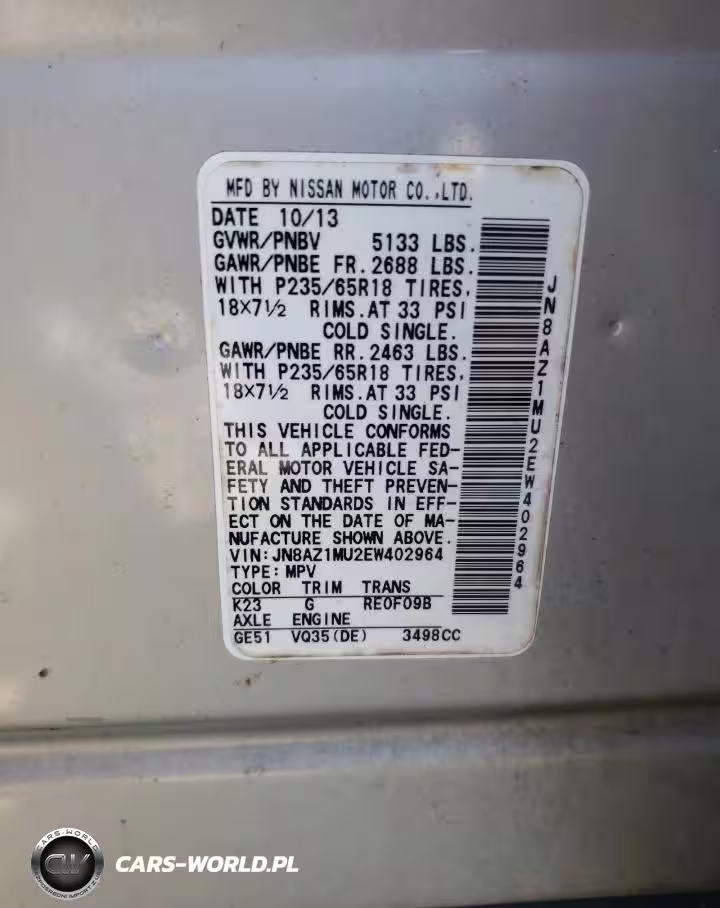 MFD BY NISSAN MOTOR CO.,LTD.
DATE 10/13
GVWR/PNBV 5133 LBS.
GAWR/PNBE FR. 2688 LBS.
WITH P235/65R18 TIRES,
18×7½ RIMS.AT 33 PSI
COLD SINGLE.
GAWR/PNBE RR. 2463 LBS.
WITH P235/65R18 TIRES,
18×7½ RIMS.AT 33 PSI
COLD SINGLE.
THIS VEHICLE CONFORMS
TO ALL APPLICABLE FED-
ERAL MOTOR VEHICLE SA-
FETY AND THEFT PREVEN-
TION STANDARDS IN EFF-
ECT ON THE DATE OF MA-
NUFACTURE SHOWN ABOVE.
VIN:JN8AZ1MU2EW402964
TYPE:MPV
COLOR TRIM TRANS
K23 G RE0F09B
AXLE ENGINE
GE51 VQ35(DE) 3498CC
JN8AZ1MU2EW402964
CARS-WORLD
CW
CARS-WORLD.PL